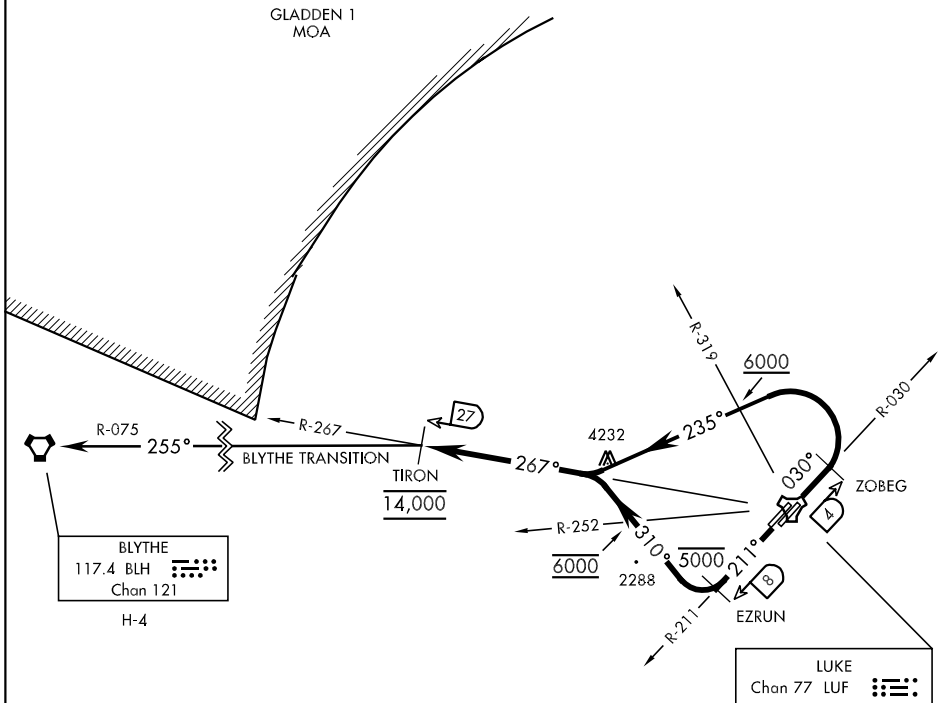 GLADDEN 1
MOA
R-319
6000
R-030
27
R-075
255°
R-267
BLYTHE TRANSITION
TIRON
14,000
267°
4232
235°
030°
ZOBEG
4
R-252
6000
310°
2288
5000
211°
8
EZRUN
R-211
BLYTHE
117.4 BLH
Chan 121
H-4
LUKE
Chan 77 LUF